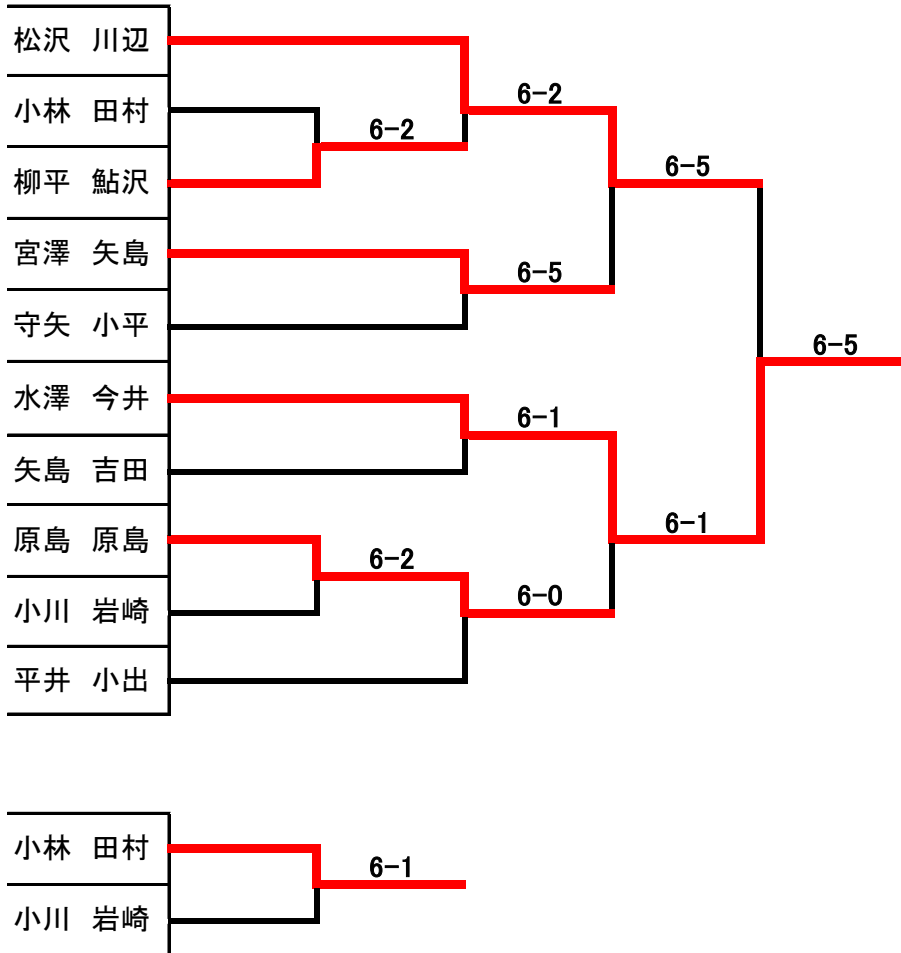 松沢 川辺
6-2
小林 田村
6-2
6-5
柳平 鮎沢
宮澤 矢島
6-5
守矢 小平
6-5
水澤 今井
6-1
矢島 吉田
6-1
原島 原島
6-2
6-0
小川 岩崎
平井 小出
小林 田村
6-1
小川 岩崎